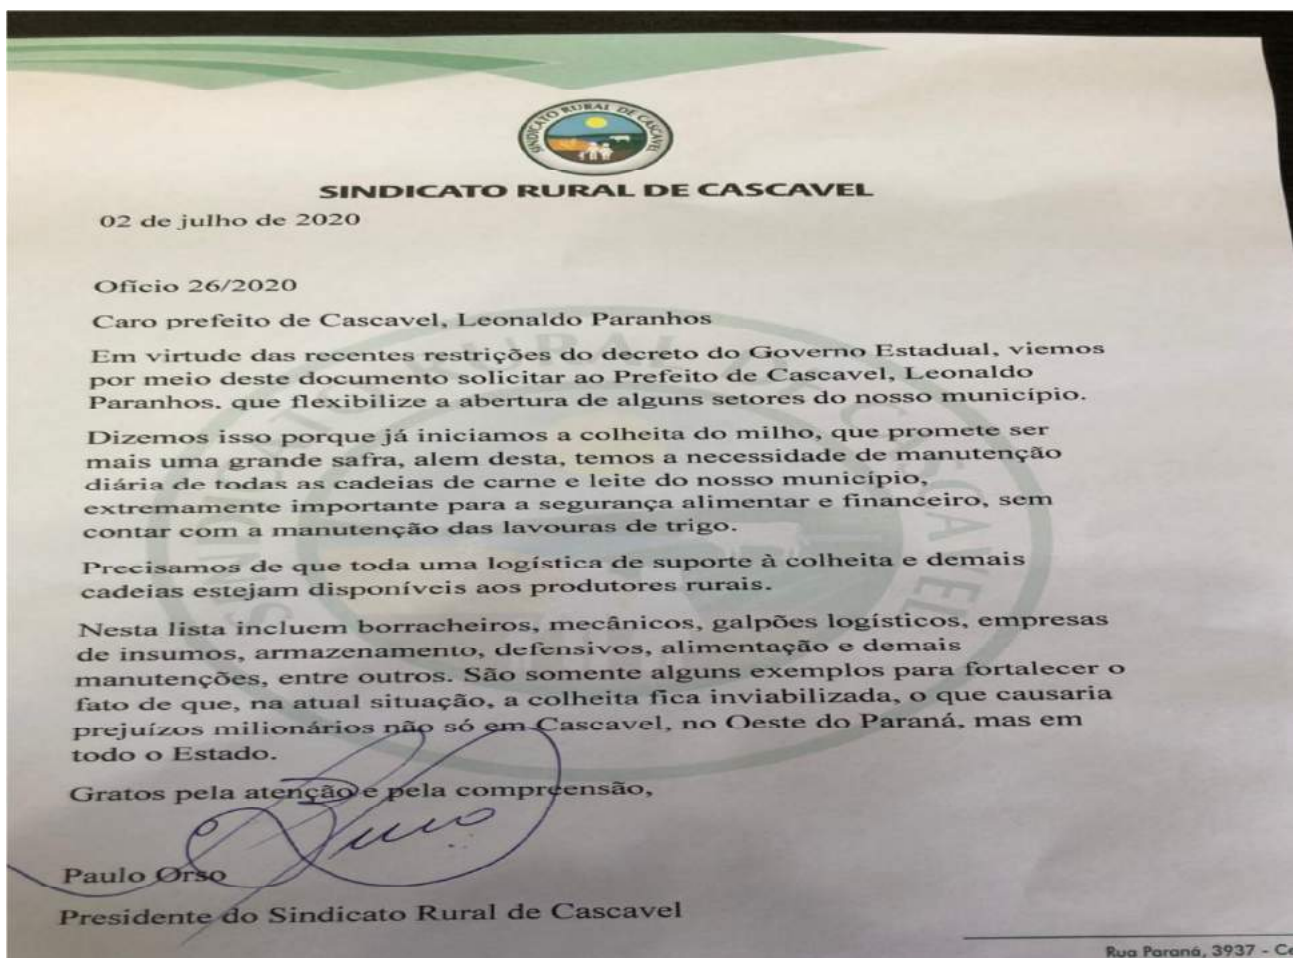 SINDICATO RURAL DE CASCAVEL
SINDICATO RURAL DE CASCAVEL
02 de julho de 2020
Ofício 26/2020
Caro prefeito de Cascavel, Leonaldo Paranhos
Em virtude das recentes restrições do decreto do Governo Estadual, viemos
por meio deste documento solicitar ao Prefeito de Cascavel, Leonaldo
Paranhos, que flexibilize a abertura de alguns setores do nosso município.
Dizemos isso porque já iniciamos a colheita do milho, que promete ser
mais uma grande safra, alem desta, temos a necessidade de manutenção
diária de todas as cadeias de carne e leite do nosso município,
extremamente importante para a segurança alimentar e financeiro, sem
contar com a manutenção das lavouras de trigo.
Precisamos de que toda uma logística de suporte à colheita e demais
cadeias estejam disponíveis aos produtores rurais.
Nesta lista incluem borracheiros, mecânicos, galpões logísticos, empresas
de insumos, armazenamento, defensivos, alimentação e demais
manutenções, entre outros. São somente alguns exemplos para fortalecer o
fato de que, na atual situação, a colheita fica inviabilizada, o que causaria
prejuízos milionários não só em Cascavel, no Oeste do Paraná, mas em
todo o Estado.
Gratos pela atenção e pela compreensão,
Paulo Orso
Presidente do Sindicato Rural de Cascavel
Rua Paraná, 3937 - Ce